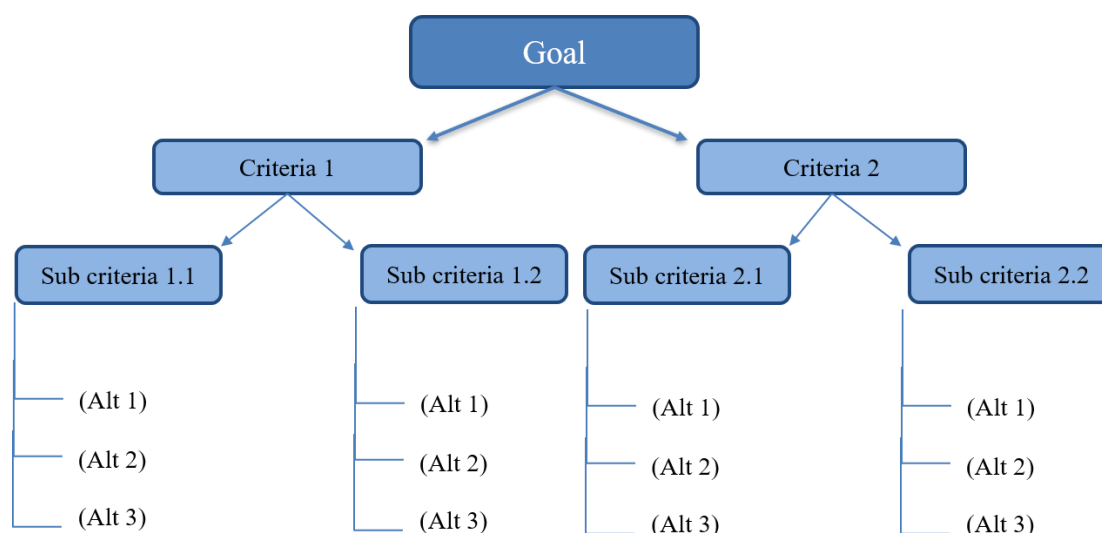 Goal
Criteria 1
Criteria 2
Sub criteria 1.1
Sub criteria 1.2
Sub criteria 2.1
Sub criteria 2.2
(Alt 1)
(Alt 2)
(Alt 3)
(Alt 1)
(Alt 2)
(Alt 3)
(Alt 1)
(Alt 2)
(Alt 3)
(Alt 1)
(Alt 2)
(Alt 3)